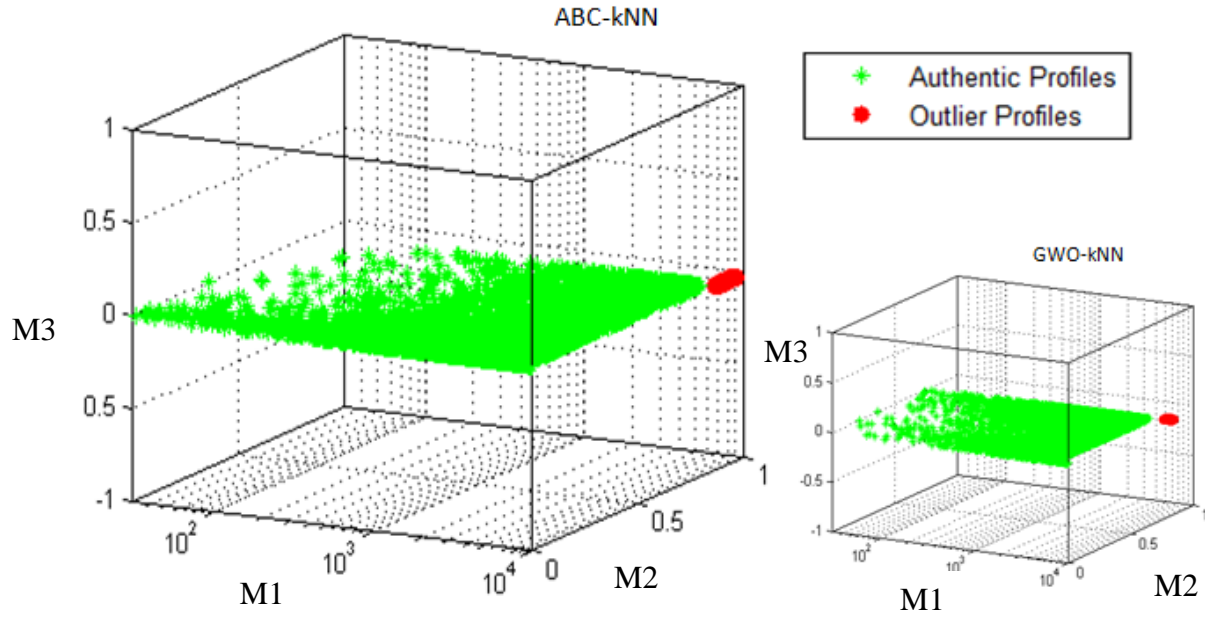 ABC-kNN
Authentic Profiles
Outlier Profiles
1
0.5
0
0.5
-1
M3
10² 10³ 10⁴
M1
0 0.5 1
M2
GWO-kNN
1
0.5
0
-0.5
-1
M3
10² 10³ 10⁴
M1
0 0.5 1
M2